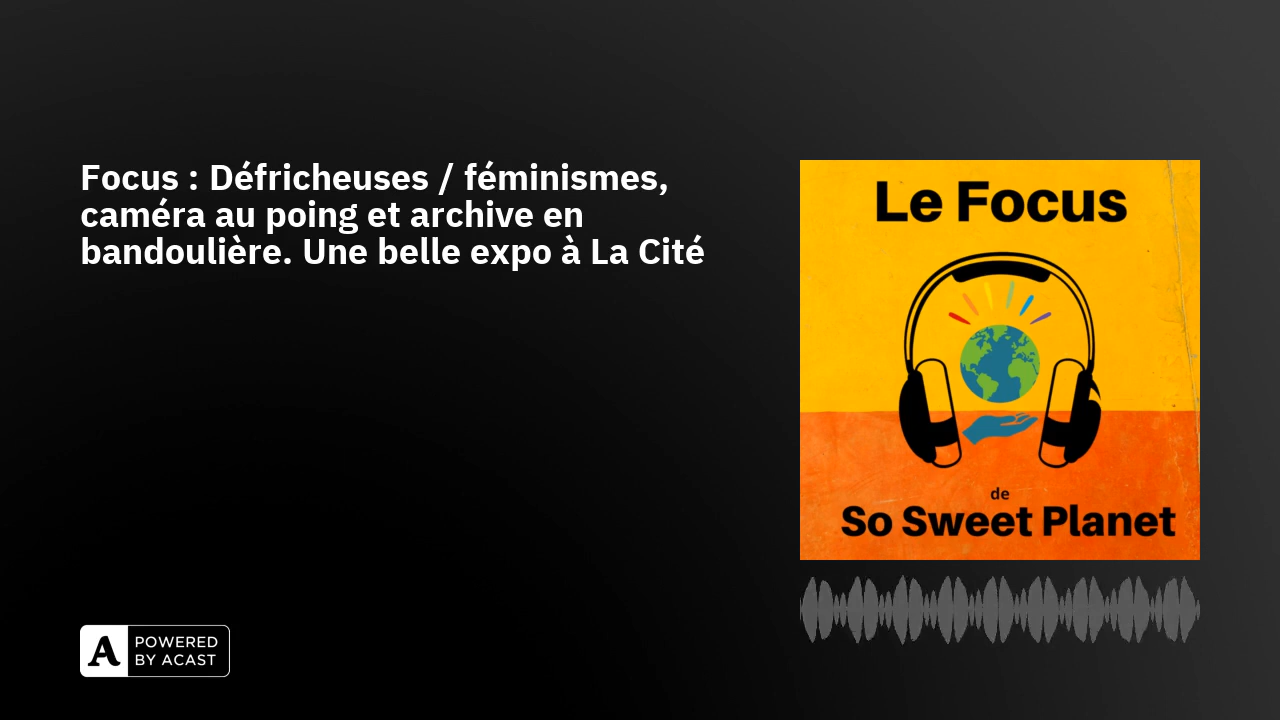 Focus : Défricheuses / féminismes,
caméra au poing et archive en
bandoulière. Une belle expo à La Cité
Le Focus
de
So Sweet Planet
A
POWERED
BY ACAST